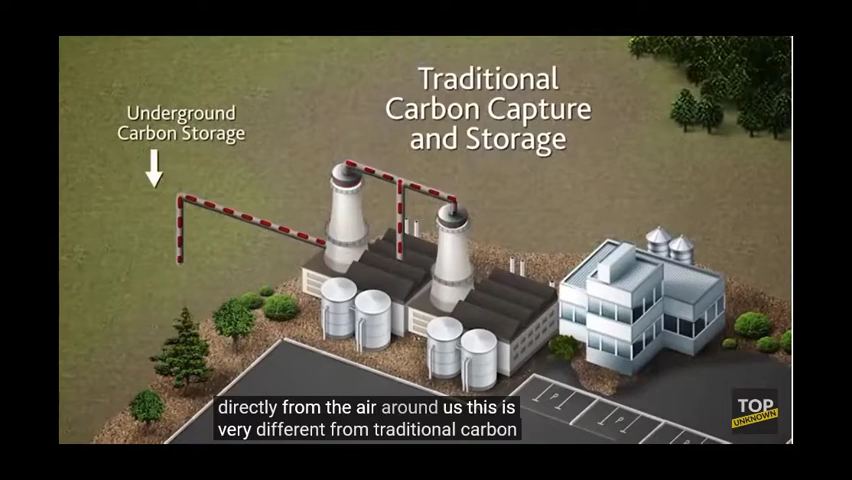 Traditional
Carbon Capture
and Storage
Underground
Carbon Storage
directly from the air around us this is
very different from traditional carbon
TOP
UNKNOWN